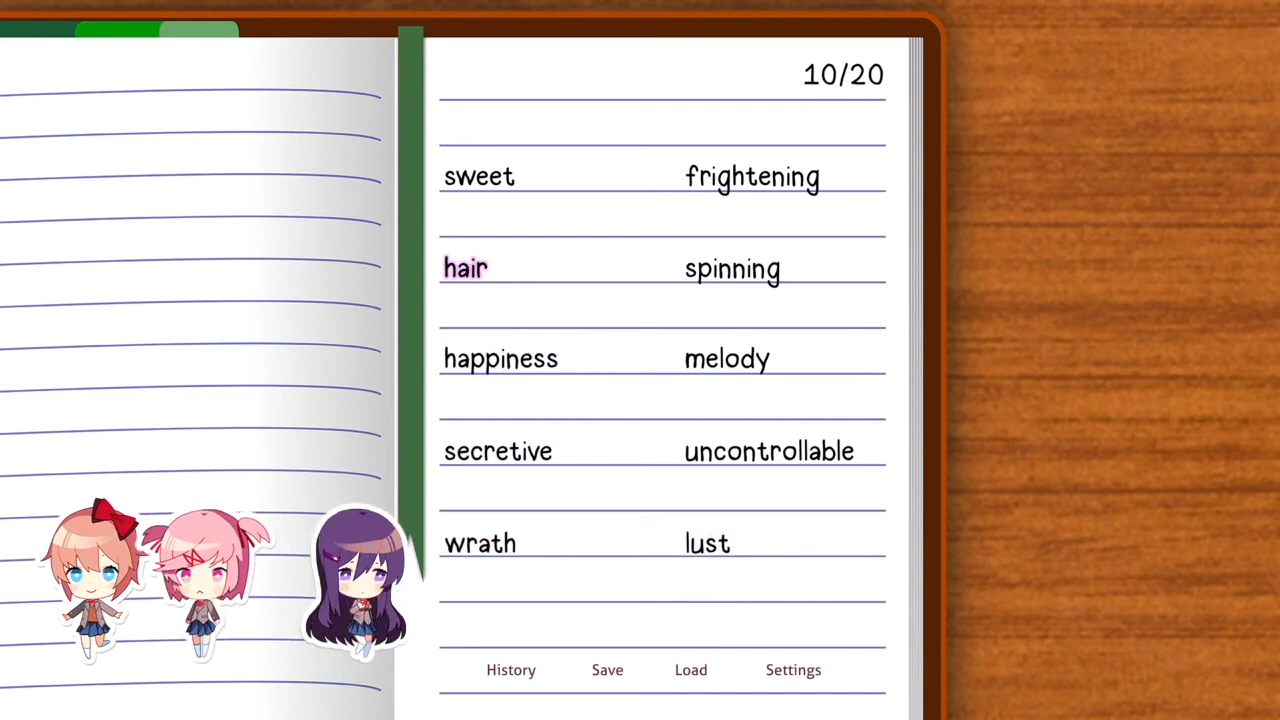 10/20
sweet frightening
hair spinning
happiness melody
secretive uncontrollable
wrath lust
History Save Load Settings